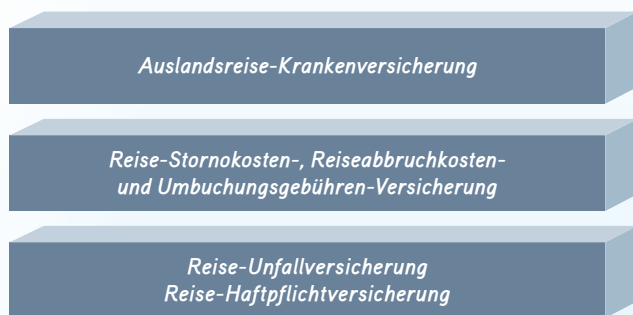 Auslandsreise-Krankenversicherung
Reise-Stornokosten-, Reiseabbruchkosten-
und Umbuchungsgebühren-Versicherung
Reise-Unfallversicherung
Reise-Haftpflichtversicherung